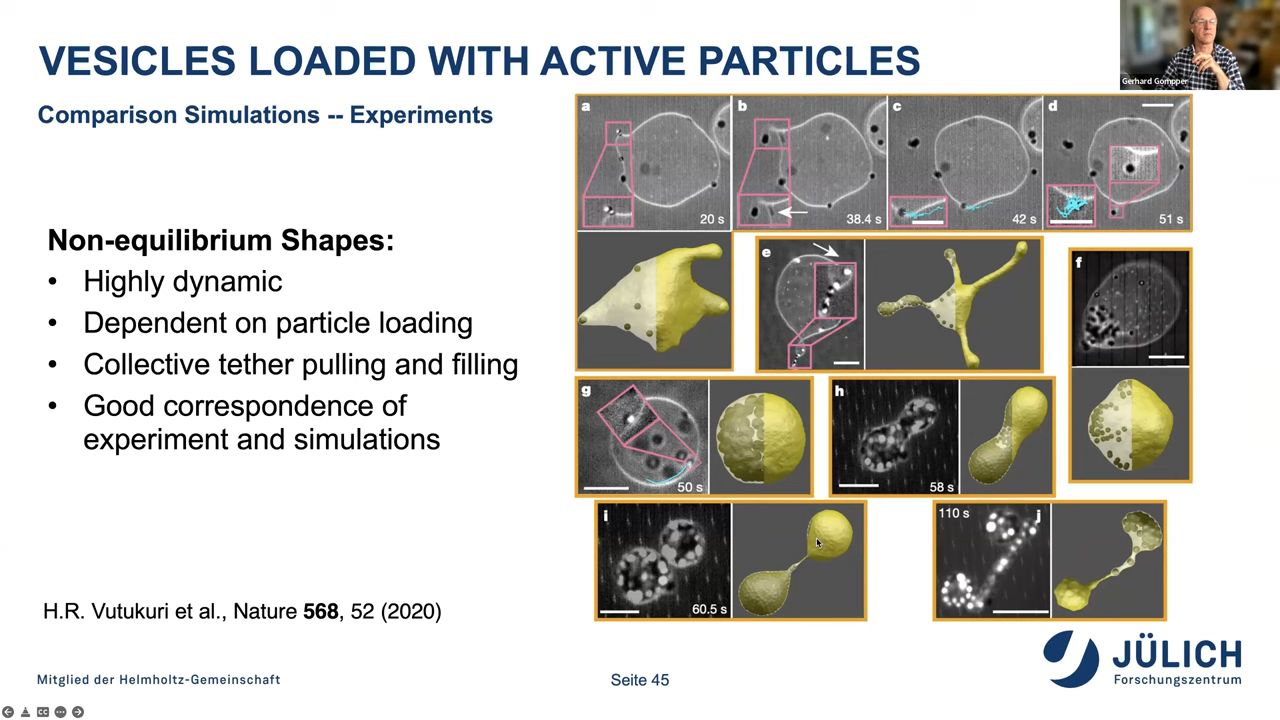 VESICLES LOADED WITH ACTIVE PARTICLES
Gerhard Gompper
Comparison Simulations -- Experiments
a
b
c
d
20 s
38.4 s
42 s
51 s
Non-equilibrium Shapes:
• Highly dynamic
• Dependent on particle loading
• Collective tether pulling and filling
• Good correspondence of
experiment and simulations
e
f
g
50 s
h
58 s
i
60.5 s
110 s
j
H.R. Vutukuri et al., Nature 568, 52 (2020)
Mitglied der Helmholtz-Gemeinschaft
Seite 45
JÜLICH
Forschungszentrum